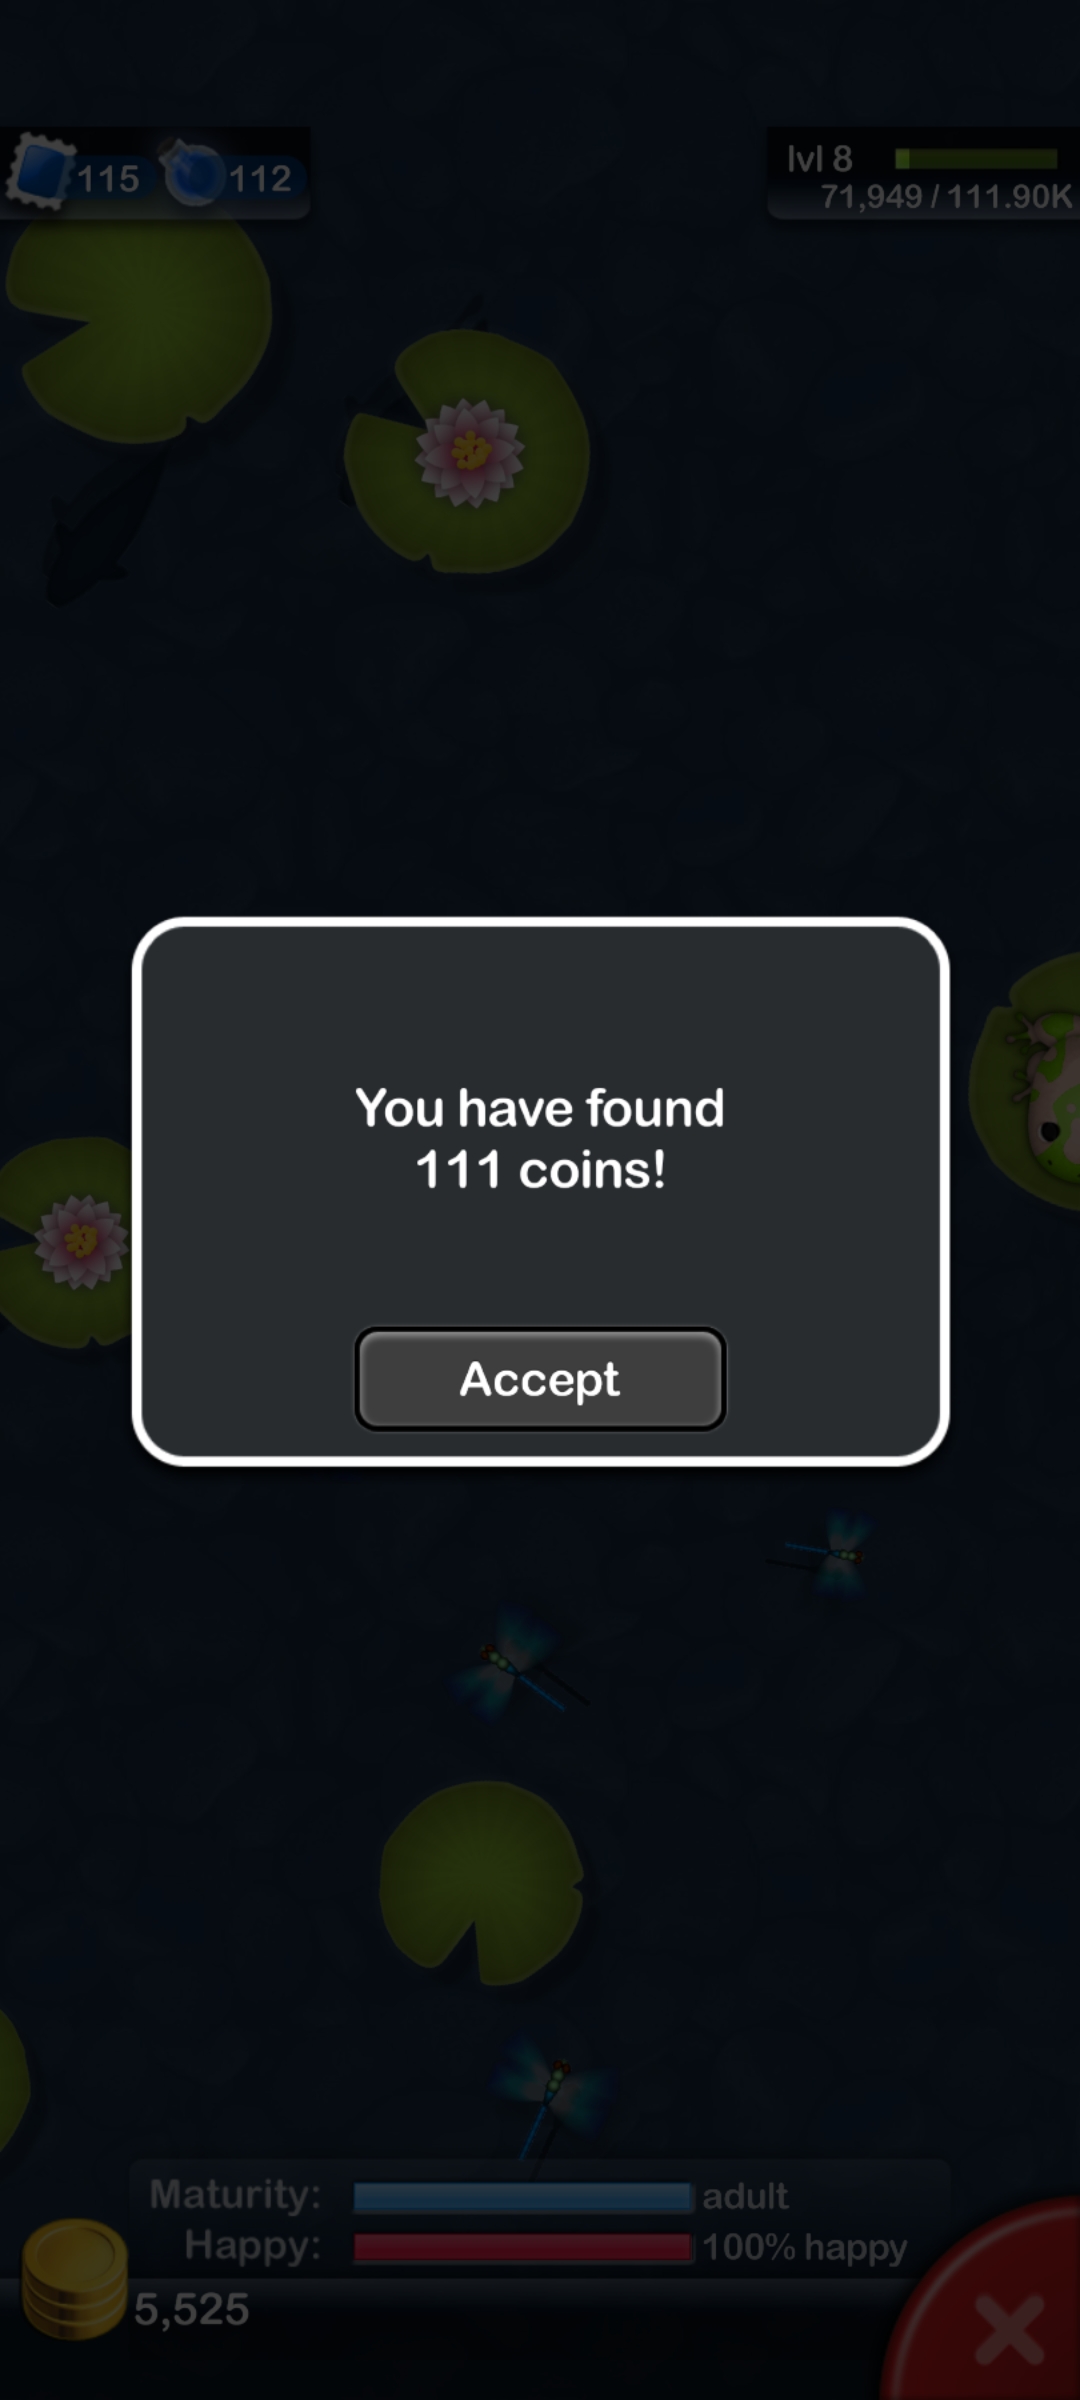 115 112
lvl 8
71,949 / 111.90K
You have found
111 coins!
Accept
Maturity: adult
Happy: 100% happy
5,525